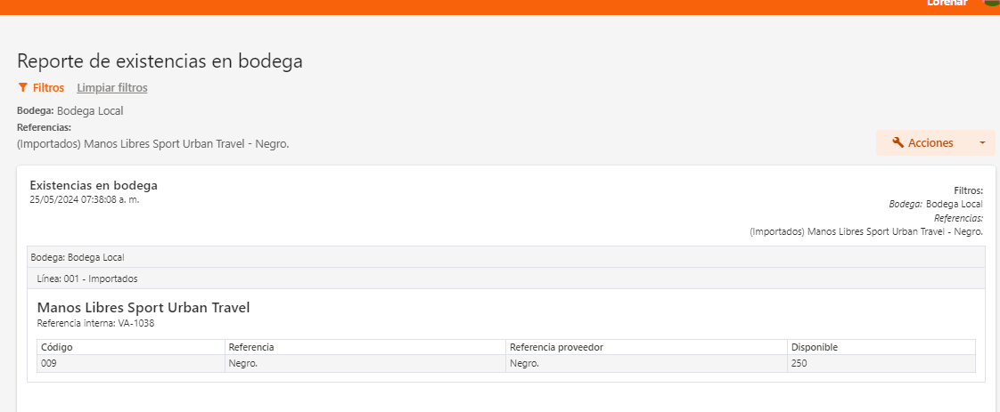 Lorenar
Reporte de existencias en bodega
Filtros Limpiar filtros
Bodega: Bodega Local
Referencias:
(Importados) Manos Libres Sport Urban Travel - Negro.
Acciones
Existencias en bodega
25/05/2024 07:38:08 a. m.
Filtros:
Bodega: Bodega Local
Referencias:
(Importados) Manos Libres Sport Urban Travel - Negro.
Bodega: Bodega Local
Línea: 001 - Importados
Manos Libres Sport Urban Travel
Referencia interna: VA-1038
Código Referencia Referencia proveedor Disponible
009 Negro. Negro. 250